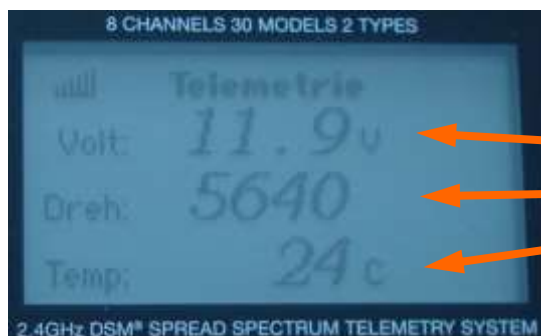 8 CHANNELS 30 MODELS 2 TYPES
Telemetrie
Volt: 11.9 V
Dreh: 5640
Temp: 24 C
2.4GHz DSM® SPREAD SPECTRUM TELEMETRY SYSTEM